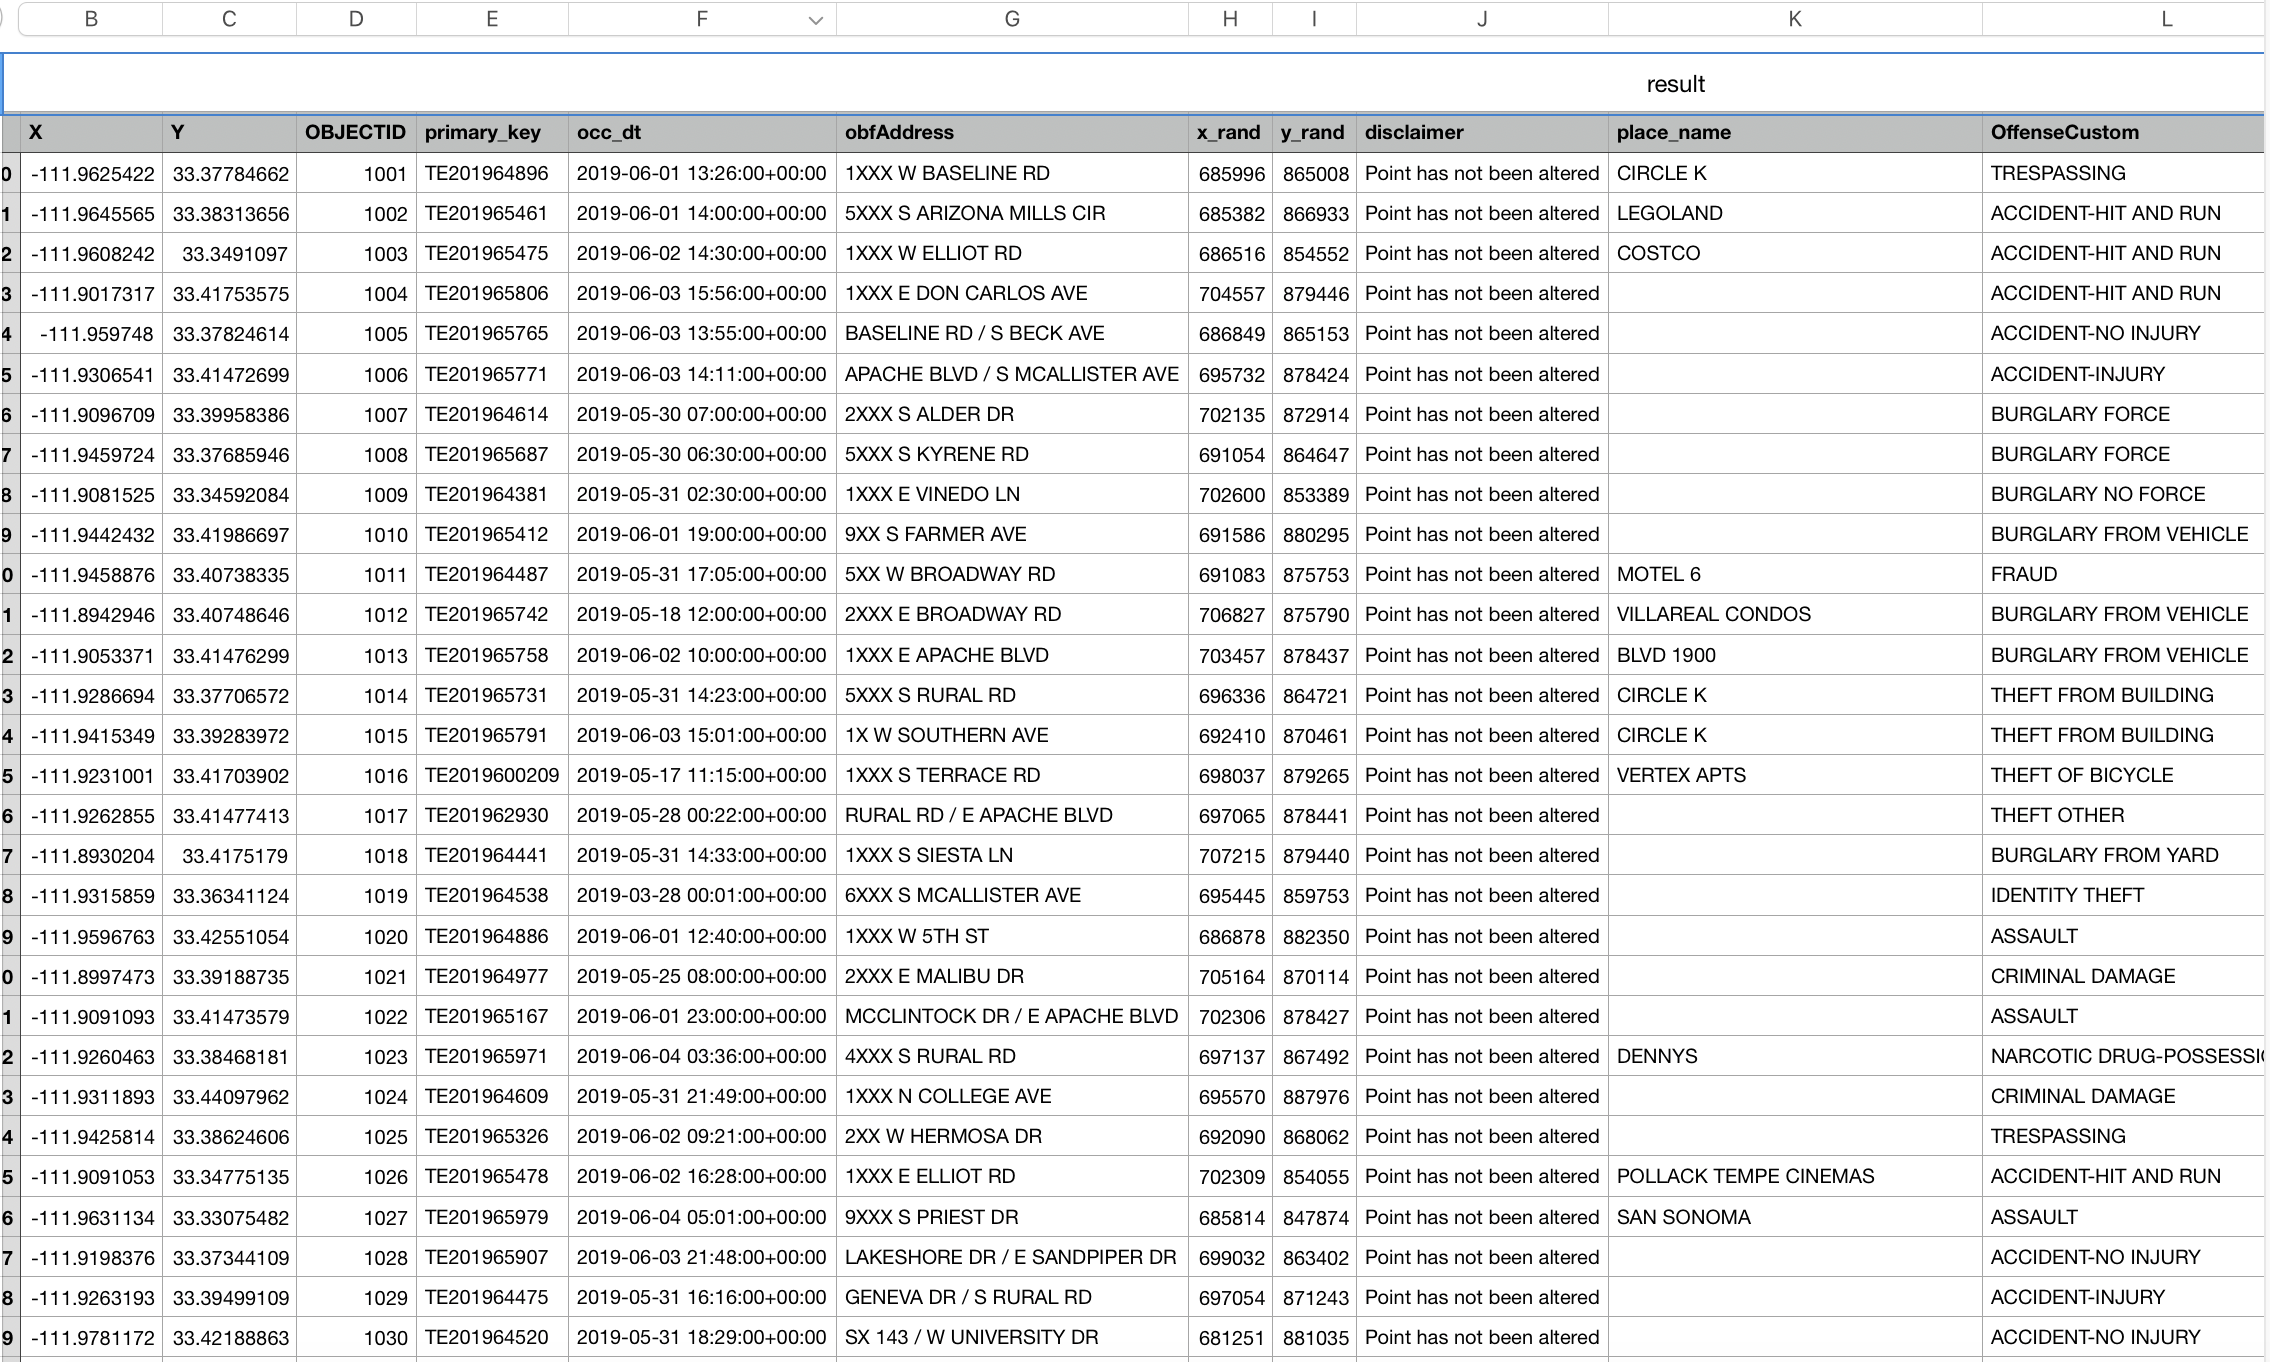 B C D E F G H I J K L
result
X Y OBJECTID primary_key occ_dt obfAddress x_rand y_rand disclaimer place_name OffenseCustom
0 -111.9625422 33.37784662 1001 TE201964896 2019-06-01 13:26:00+00:00 1XXX W BASELINE RD 685996 865008 Point has not been altered CIRCLE K TRESPASSING
1 -111.9645565 33.38313656 1002 TE201965461 2019-06-01 14:00:00+00:00 5XXX S ARIZONA MILLS CIR 685382 866933 Point has not been altered LEGOLAND ACCIDENT-HIT AND RUN
2 -111.9608242 33.3491097 1003 TE201965475 2019-06-02 14:30:00+00:00 1XXX W ELLIOT RD 686516 854552 Point has not been altered COSTCO ACCIDENT-HIT AND RUN
3 -111.9017317 33.41753575 1004 TE201965806 2019-06-03 15:56:00+00:00 1XXX E DON CARLOS AVE 704557 879446 Point has not been altered ACCIDENT-HIT AND RUN
4 -111.959748 33.37824614 1005 TE201965765 2019-06-03 13:55:00+00:00 BASELINE RD / S BECK AVE 686849 865153 Point has not been altered ACCIDENT-NO INJURY
5 -111.9306541 33.41472699 1006 TE201965771 2019-06-03 14:11:00+00:00 APACHE BLVD / S MCALLISTER AVE 695732 878424 Point has not been altered ACCIDENT-INJURY
6 -111.9096709 33.39958386 1007 TE201964614 2019-05-30 07:00:00+00:00 2XXX S ALDER DR 702135 872914 Point has not been altered BURGLARY FORCE
7 -111.9459724 33.37685946 1008 TE201965687 2019-05-30 06:30:00+00:00 5XXX S KYRENE RD 691054 864647 Point has not been altered BURGLARY FORCE
8 -111.9081525 33.34592084 1009 TE201964381 2019-05-31 02:30:00+00:00 1XXX E VINEDO LN 702600 853389 Point has not been altered BURGLARY NO FORCE
9 -111.9442432 33.41986697 1010 TE201965412 2019-06-01 19:00:00+00:00 9XX S FARMER AVE 691586 880295 Point has not been altered BURGLARY FROM VEHICLE
0 -111.9458876 33.40738335 1011 TE201964487 2019-05-31 17:05:00+00:00 5XX W BROADWAY RD 691083 875753 Point has not been altered MOTEL 6 FRAUD
1 -111.8942946 33.40748646 1012 TE201965742 2019-05-18 12:00:00+00:00 2XXX E BROADWAY RD 706827 875790 Point has not been altered VILLAREAL CONDOS BURGLARY FROM VEHICLE
2 -111.9053371 33.41476299 1013 TE201965758 2019-06-02 10:00:00+00:00 1XXX E APACHE BLVD 703457 878437 Point has not been altered BLVD 1900 BURGLARY FROM VEHICLE
3 -111.9286694 33.37706572 1014 TE201965731 2019-05-31 14:23:00+00:00 5XXX S RURAL RD 696336 864721 Point has not been altered CIRCLE K THEFT FROM BUILDING
4 -111.9415349 33.39283972 1015 TE201965791 2019-06-03 15:01:00+00:00 1X W SOUTHERN AVE 692410 870461 Point has not been altered CIRCLE K THEFT FROM BUILDING
5 -111.9231001 33.41703902 1016 TE2019600209 2019-05-17 11:15:00+00:00 1XXX S TERRACE RD 698037 879265 Point has not been altered VERTEX APTS THEFT OF BICYCLE
6 -111.9262855 33.41477413 1017 TE201962930 2019-05-28 00:22:00+00:00 RURAL RD / E APACHE BLVD 697065 878441 Point has not been altered THEFT OTHER
7 -111.8930204 33.4175179 1018 TE201964441 2019-05-31 14:33:00+00:00 1XXX S SIESTA LN 707215 879440 Point has not been altered BURGLARY FROM YARD
8 -111.9315859 33.36341124 1019 TE201964538 2019-03-28 00:01:00+00:00 6XXX S MCALLISTER AVE 695445 859753 Point has not been altered IDENTITY THEFT
9 -111.9596763 33.42551054 1020 TE201964886 2019-06-01 12:40:00+00:00 1XXX W 5TH ST 686878 882350 Point has not been altered ASSAULT
0 -111.8997473 33.39188735 1021 TE201964977 2019-05-25 08:00:00+00:00 2XXX E MALIBU DR 705164 870114 Point has not been altered CRIMINAL DAMAGE
1 -111.9091093 33.41473579 1022 TE201965167 2019-06-01 23:00:00+00:00 MCCLINTOCK DR / E APACHE BLVD 702306 878427 Point has not been altered ASSAULT
2 -111.9260463 33.38468181 1023 TE201965971 2019-06-04 03:36:00+00:00 4XXX S RURAL RD 697137 867492 Point has not been altered DENNYS NARCOTIC DRUG-POSSESSI
3 -111.9311893 33.44097962 1024 TE201964609 2019-05-31 21:49:00+00:00 1XXX N COLLEGE AVE 695570 887976 Point has not been altered CRIMINAL DAMAGE
4 -111.9425814 33.38624606 1025 TE201965326 2019-06-02 09:21:00+00:00 2XX W HERMOSA DR 692090 868062 Point has not been altered TRESPASSING
5 -111.9091053 33.34775135 1026 TE201965478 2019-06-02 16:28:00+00:00 1XXX E ELLIOT RD 702309 854055 Point has not been altered POLLACK TEMPE CINEMAS ACCIDENT-HIT AND RUN
6 -111.9631134 33.33075482 1027 TE201965979 2019-06-04 05:01:00+00:00 9XXX S PRIEST DR 685814 847874 Point has not been altered SAN SONOMA ASSAULT
7 -111.9198376 33.37344109 1028 TE201965907 2019-06-03 21:48:00+00:00 LAKESHORE DR / E SANDPIPER DR 699032 863402 Point has not been altered ACCIDENT-NO INJURY
8 -111.9263193 33.39499109 1029 TE201964475 2019-05-31 16:16:00+00:00 GENEVA DR / S RURAL RD 697054 871243 Point has not been altered ACCIDENT-INJURY
9 -111.9781172 33.42188863 1030 TE201964520 2019-05-31 18:29:00+00:00 SX 143 / W UNIVERSITY DR 681251 881035 Point has not been altered ACCIDENT-NO INJURY